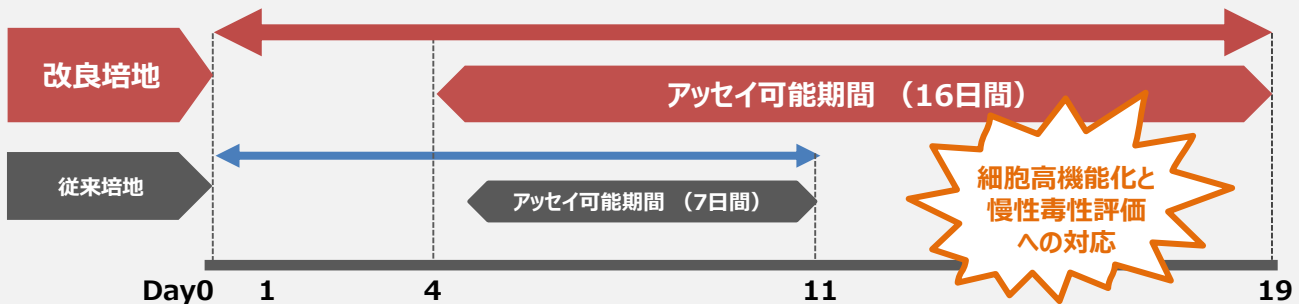 改良培地
アッセイ可能期間 （16日間）
従来培地
アッセイ可能期間 （7日間）
細胞高機能化と
慢性毒性評価
への対応
Day0 1 4 11 19